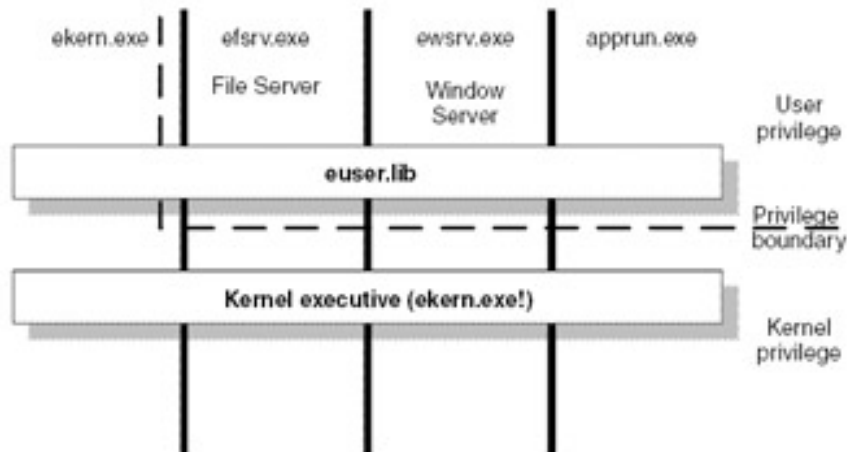 ekern.exe
efsrv.exe
ewsrv.exe
apprun.exe
File Server
Window
Server
User
privilege
euser.lib
Privilege
boundary
Kernel executive (ekern.exe!)
Kernel
privilege